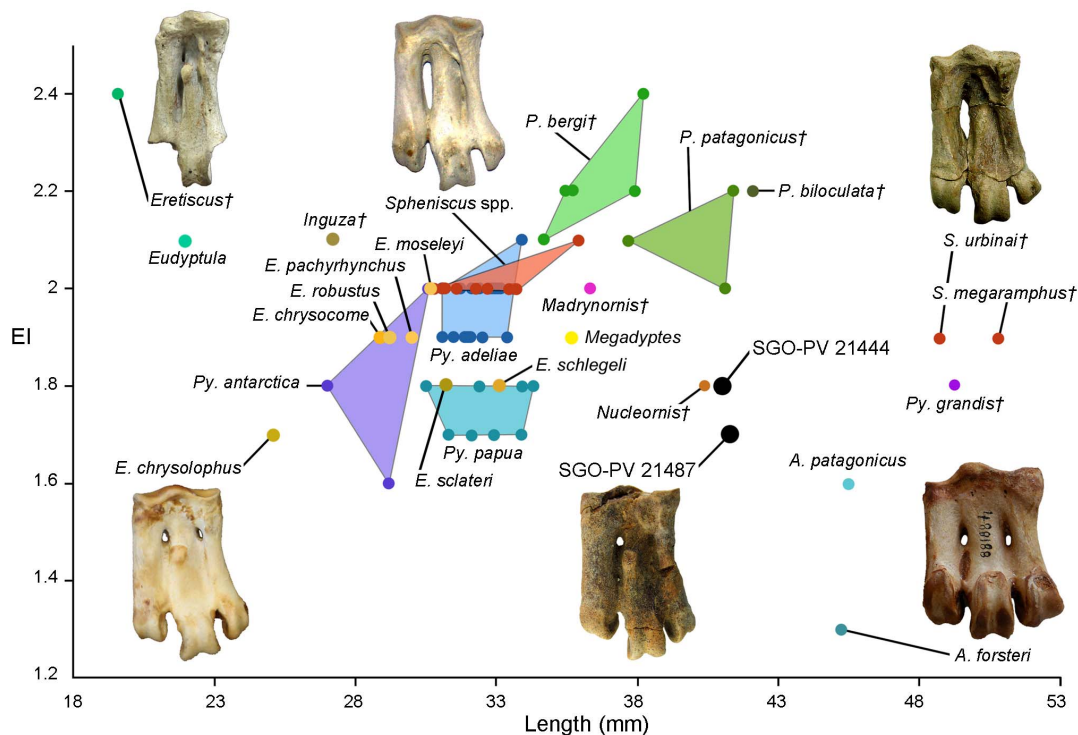 2.4
P. bergi†
P. patagonicus†
2.2
P. biloculata†
Eretiscus†
Spheniscus spp.
Inguza†
Eudyptula
E. moseleyi
S. urbinai†
E. pachyrhynchus
E. robustus
E. chrysocome
2
Madrynornis†
S. megaramphus†
EI
Py. adeliae
Megadyptes
SGO-PV 21444
E. schlegeli
Py. antarctica
1.8
Nucleornis†
Py. grandis†
Py. papua
E. chrysolophus
E. sclateri
SGO-PV 21487
A. patagonicus
1.6
488188
1.4
A. forsteri
1.2
18 23 28 33 38 43 48 53
Length (mm)